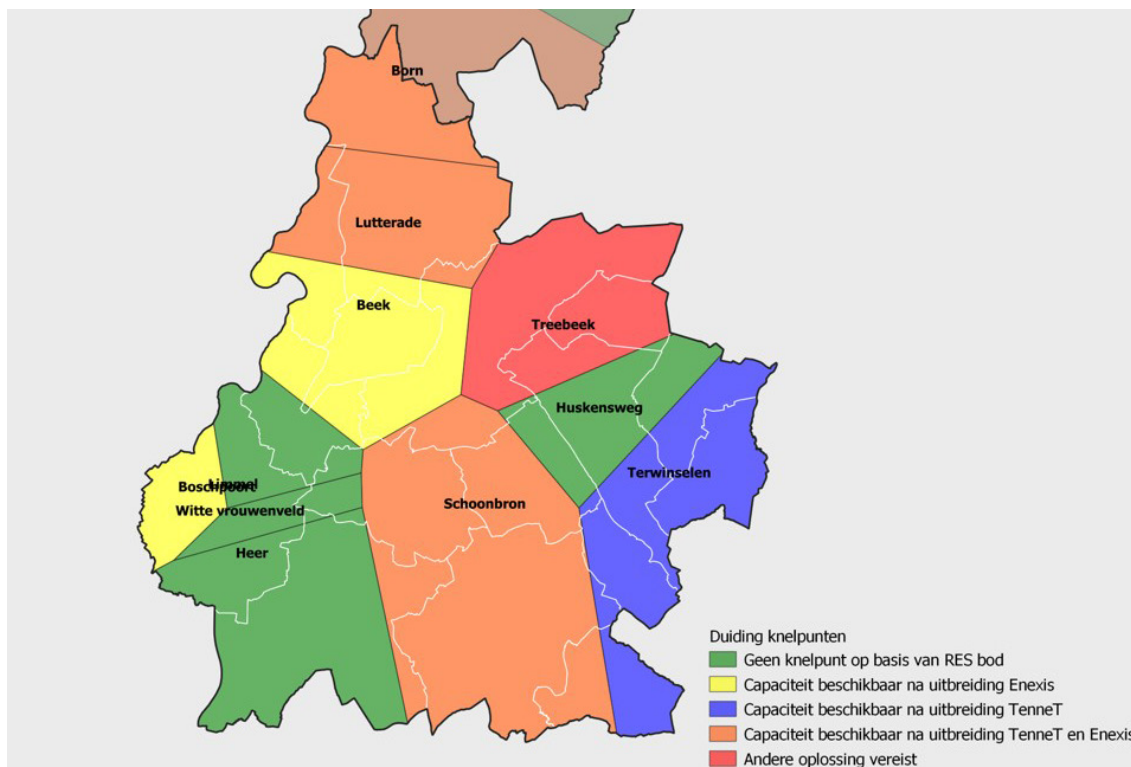 Born
Lutterade
Beek
Treebeek
Huskensweg
Terwinselen
Limmel
Boschpoort
Schoonbron
Witte vrouwenveld
Heer
Duiding knelpunten
Geen knelpunt op basis van RES bod
Capaciteit beschikbaar na uitbreiding Enexis
Capaciteit beschikbaar na uitbreiding TenneT
Capaciteit beschikbaar na uitbreiding TenneT en Enexis
Andere oplossing vereist